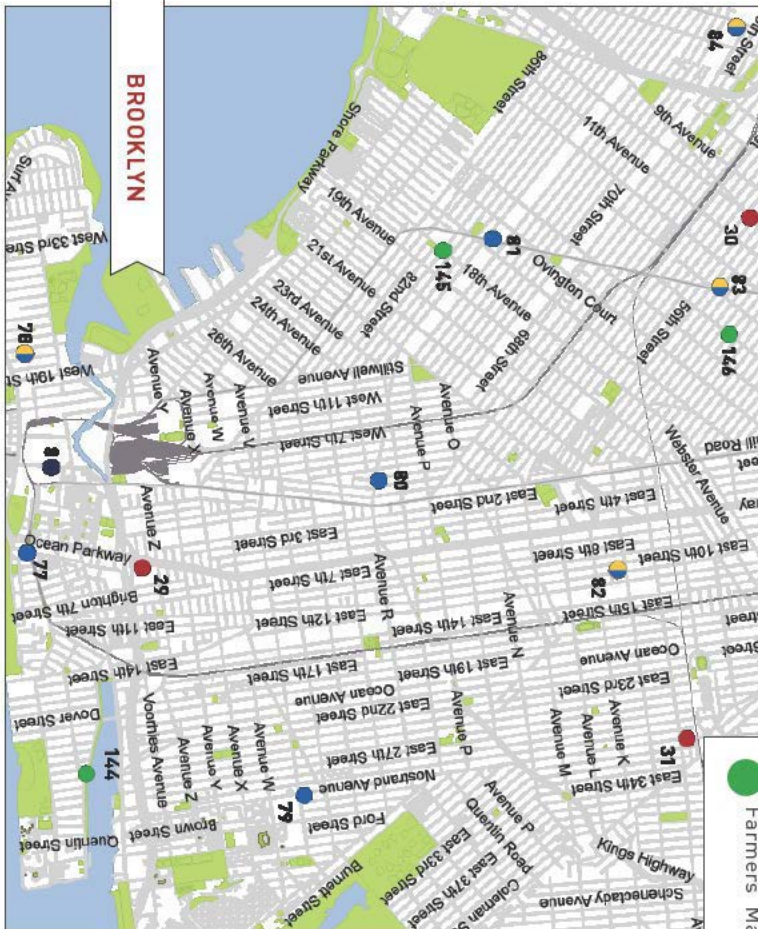 BROOKLYN
84
9th Avenue
86th Street
11th Avenue
70th Street
30
83
Shore Parkway
19th Avenue
81
Ovington Court
56th Street
146
145
18th Avenue
21st Avenue
82nd Street
68th Street
23rd Avenue
24th Avenue
26th Avenue
West 33rd
78
West 19th
Stillwell Avenue
Avenue O
West 11th Street
Avenue Y
Avenue X
Avenue W
Avenue V
West 7th Street
Avenue P
Webster Avenue
80
East 2nd Street
East 4th Street
East 3rd Street
Avenue Z
Ocean Parkway
77
29
East 8th Street
East 10th Street
82
East 7th Street
Avenue R
Brighton 7th Street
East 11th Street
East 12th Street
East 14th Street
Avenue N
East 15th Street
East 14th Street
East 17th Street
East 19th Street
Ocean Avenue
Ocean Avenue
East 22nd Street
East 23rd Street
Dover Street
Voorhies Avenue
Avenue P
Avenue K
Avenue L
Avenue M
31
East 27th Street
Avenue W
Avenue X
Avenue Y
Avenue Z
144
79
Nostrand Avenue
East 34th Street
Ford Street
Avenue P
Quentin Road
Brown Street
Quentin Street
East 33rd Street
East 37th Street
Coleman
Kings Highway
Burnett Street
Schenectady Avenue
Farmers Ma